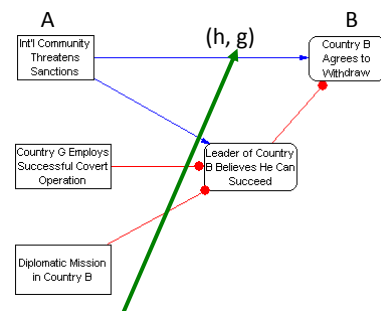 A
B
(h, g)
Int'l Community
Threatens
Sanctions
Country B
Agrees to
Withdraw
Country G Employs
Successful Covert
Operation
Leader of Country
B Believes He Can
Succeed
Diplomatic Mission
in Country B